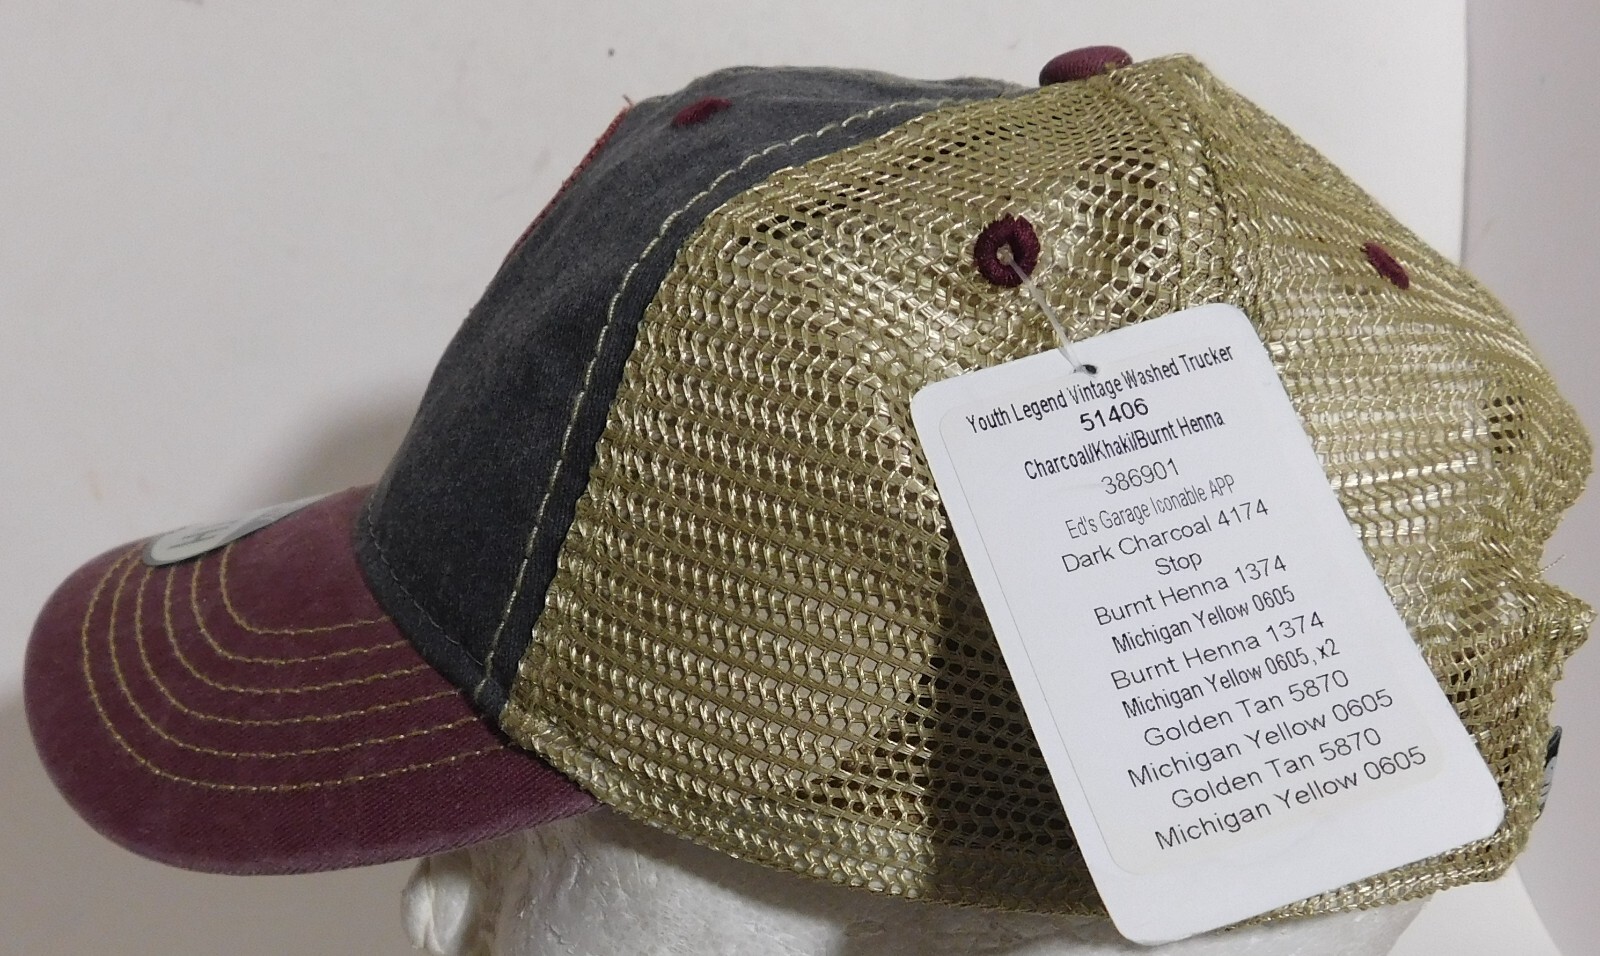 Youth Legend Vintage Washed Trucker
51406
Charcoal/Khaki/Burnt Henna
386901
Ed's Garage Iconable APP
Dark Charcoal 4174
Stop
Burnt Henna 1374
Michigan Yellow 0605
Burnt Henna 1374
Michigan Yellow 0605, x2
Golden Tan 5870
Michigan Yellow 0605
Golden Tan 5870
Michigan Yellow 0605